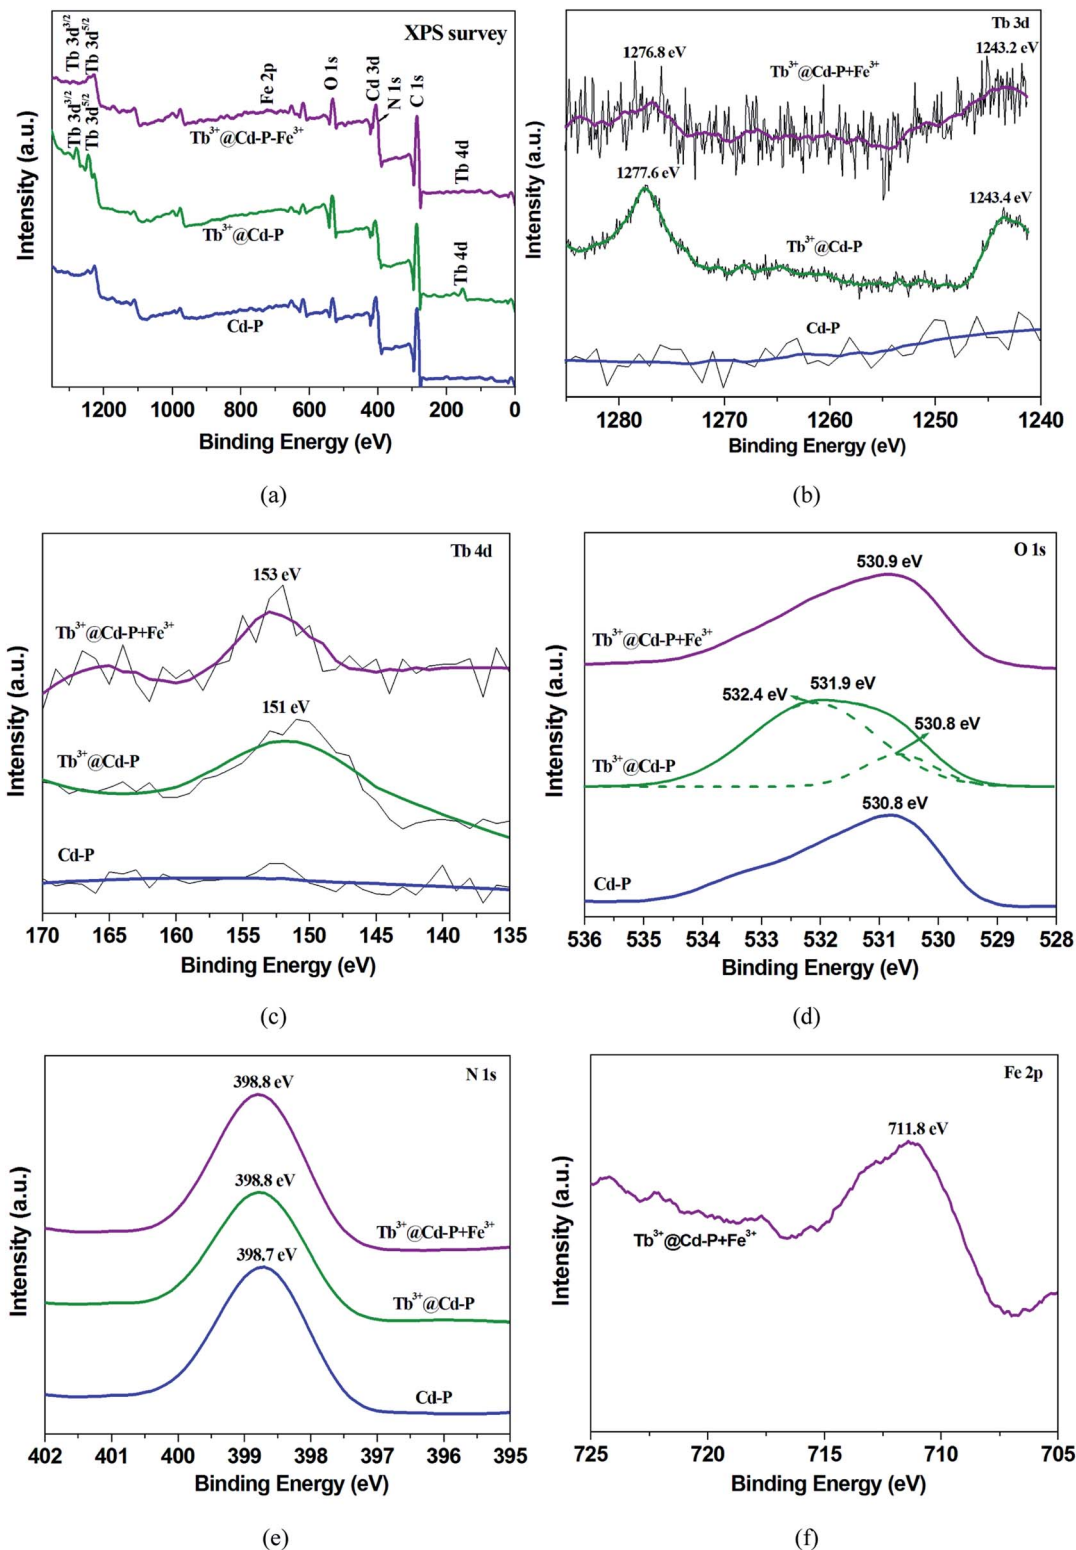 XPS survey
Tb 3d3/2
Tb 3d5/2
Fe 2p
O 1s
Cd 3d
N 1s
C 1s
Tb3+@Cd-P-Fe3+
Tb 4d
Tb 3d3/2
Tb 3d5/2
Tb3+@Cd-P
Tb 4d
Cd-P
Intensity (a.u.)
1200 1000 800 600 400 200 0
Binding Energy (eV)
(a)
Tb 3d
1276.8 eV
Tb3+@Cd-P+Fe3+
1243.2 eV
1277.6 eV
Tb3+@Cd-P
1243.4 eV
Cd-P
Intensity (a.u.)
1280 1270 1260 1250 1240
Binding Energy (eV)
(b)
Tb 4d
153 eV
Tb3+@Cd-P+Fe3+
151 eV
Tb3+@Cd-P
Cd-P
Intensity (a.u.)
170 165 160 155 150 145 140 135
Binding Energy (eV)
(c)
O 1s
530.9 eV
Tb3+@Cd-P+Fe3+
532.4 eV
531.9 eV
530.8 eV
Tb3+@Cd-P
530.8 eV
Cd-P
Intensity (a.u.)
536 535 534 533 532 531 530 529 528
Binding Energy (eV)
(d)
N 1s
398.8 eV
Tb3+@Cd-P+Fe3+
398.8 eV
Tb3+@Cd-P
398.7 eV
Cd-P
Intensity (a.u.)
402 401 400 399 398 397 396 395
Binding Energy (eV)
(e)
Fe 2p
711.8 eV
Tb3+@Cd-P+Fe3+
Intensity (a.u.)
725 720 715 710 705
Binding Energy (eV)
(f)